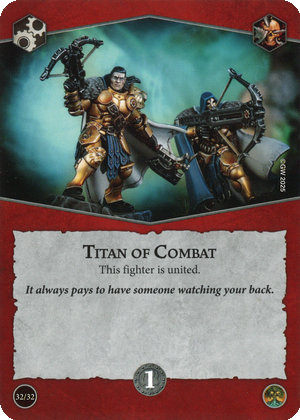 ©GW 2025
TITAN OF COMBAT
This fighter is united.
It always pays to have someone watching your back.
32/32
1